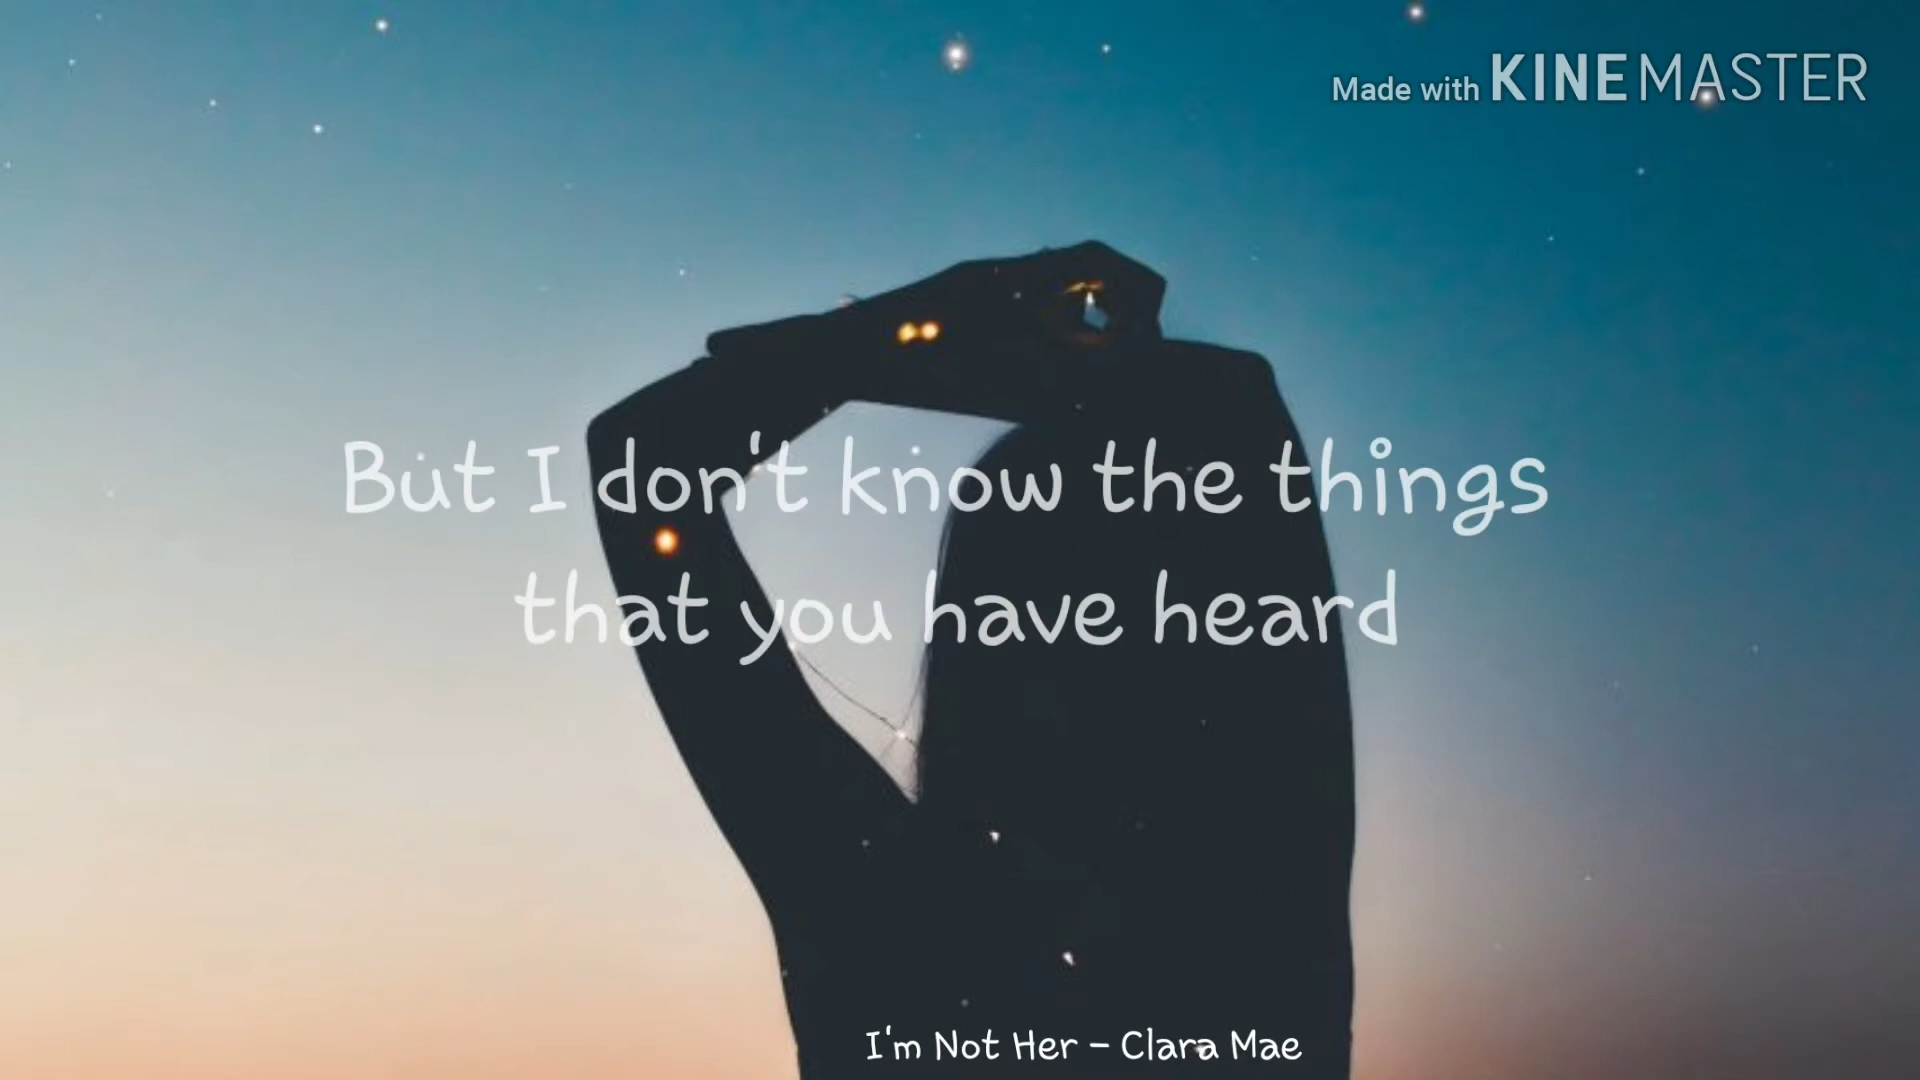 Made with KINEMASTER
But I don't know the things
that you have heard
I'm Not Her - Clara Mae